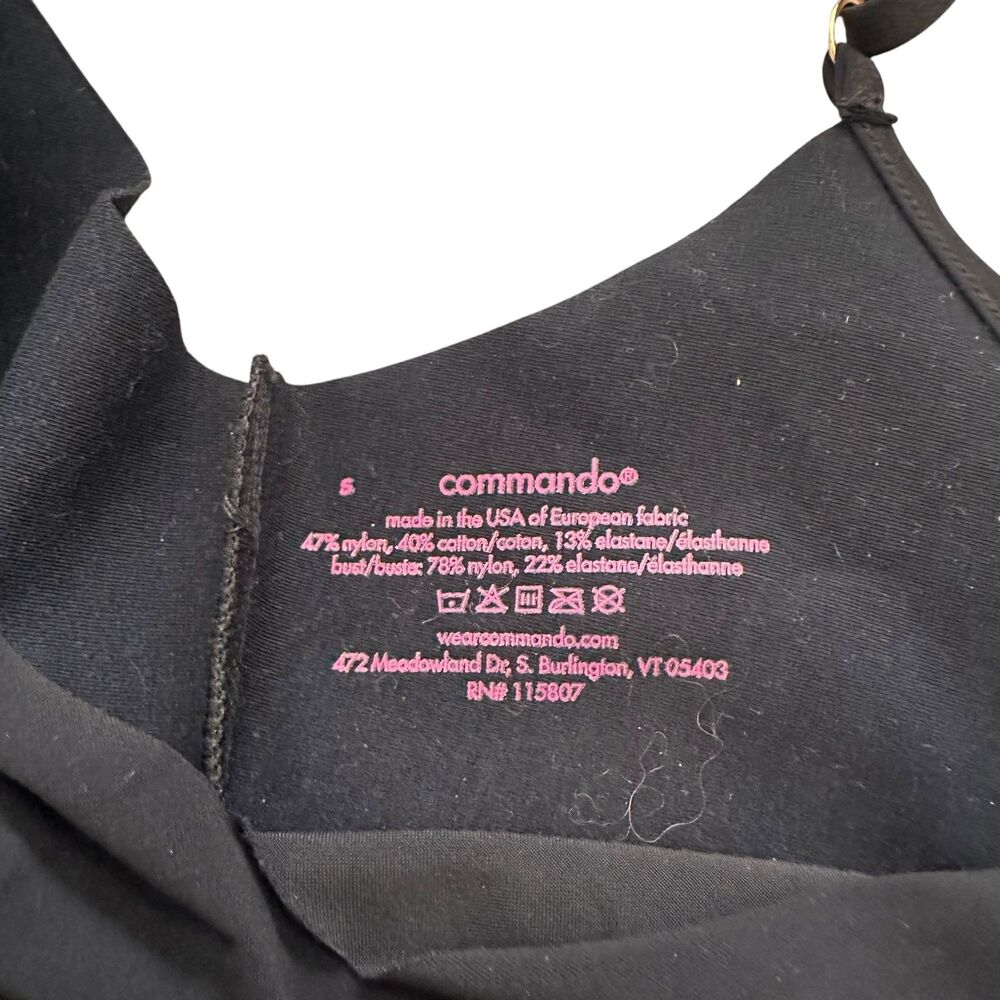 s
commando®
made in the USA of European fabric
47% nylon, 40% cotton/coton, 13% elastane/élasthanne
bust/buste: 78% nylon, 22% elastane/élasthanne
wearcommando.com
472 Meadowland Dr, S. Burlington, VT 05403
RN# 115807